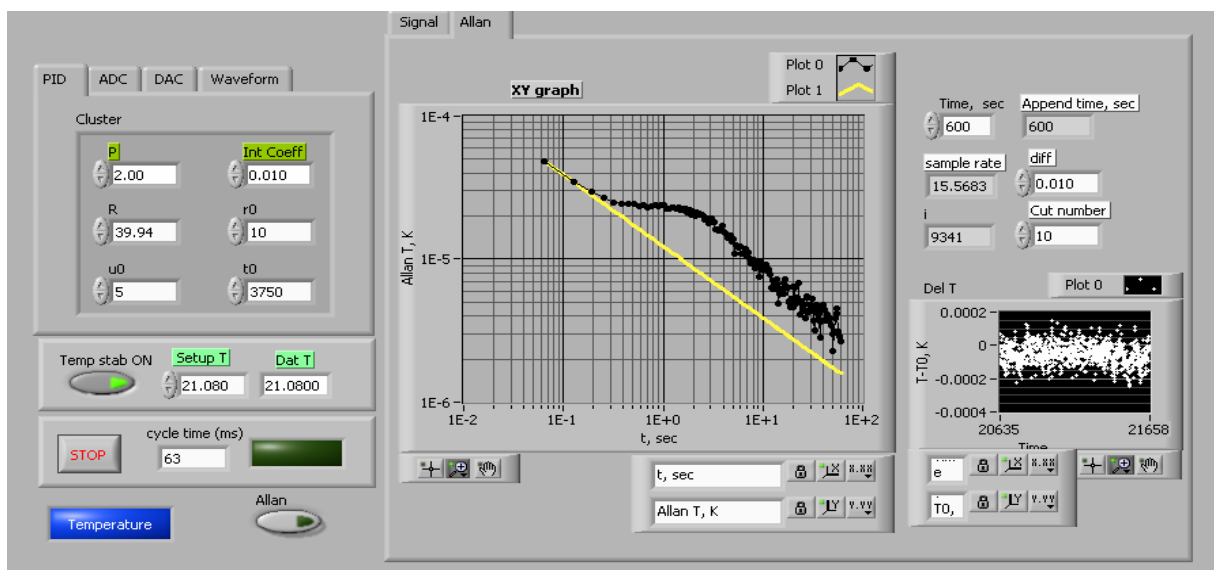 Signal Allan
PID ADC DAC Waveform
Cluster
P Int Coeff
2.00 0.010
R r0
39.94 10
u0 t0
5 3750
Temp stab ON Setup T Dat T
21.080 21.0800
cycle time (ms)
STOP 63
Allan
Temperature
Plot 0
Plot 1
XY graph
1E-4
1E-5
1E-6
Allan T, K
1E-2 1E-1 1E+0 1E+1 1E+2
t, sec
t, sec X X.XX
Allan T, K Y Y.YY
Time, sec Append time, sec
600 600
sample rate diff
15.5683 0.010
i Cut number
9341 10
Del T Plot 0
0.0002
0
-0.0002
-0.0004
T-T0, K
20635 21658
Time
e X X.XX
T0, Y Y.YY